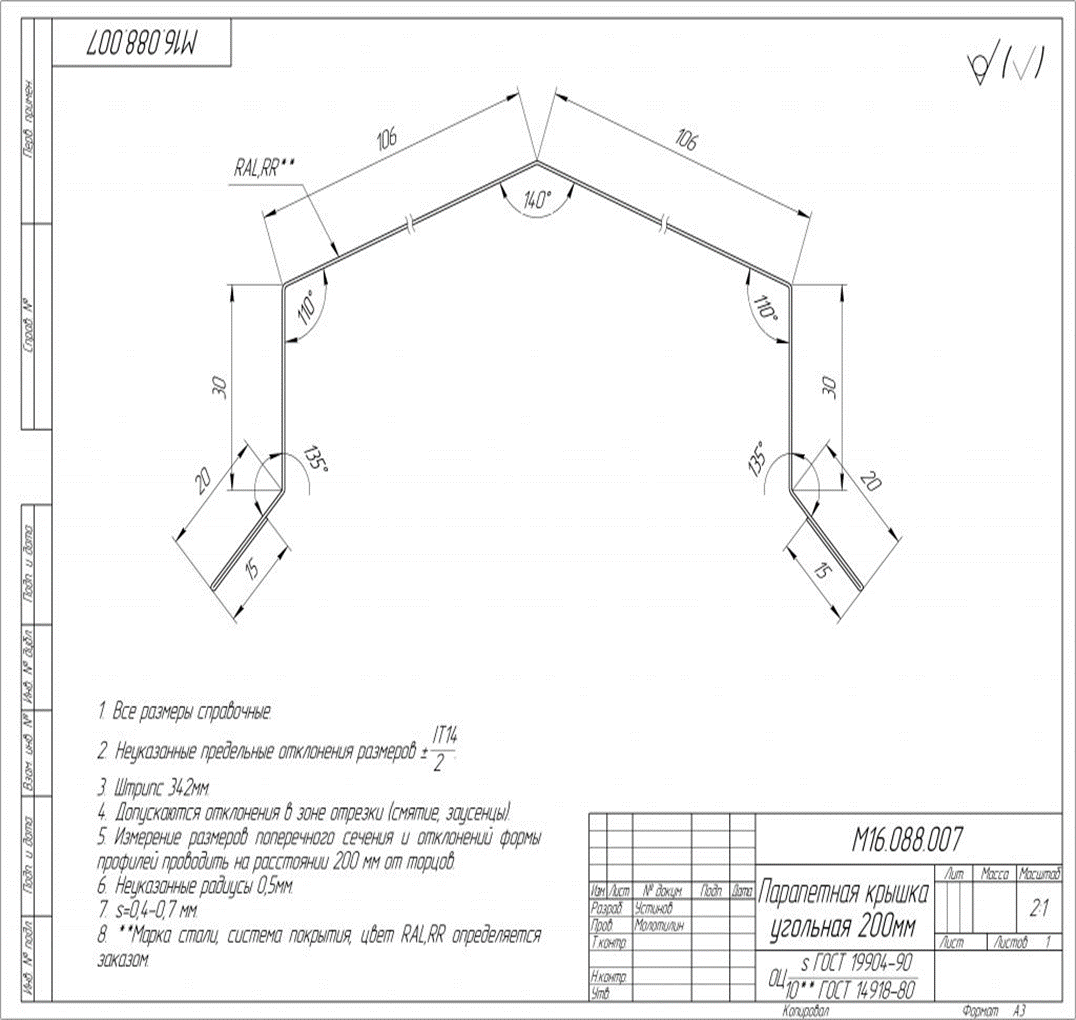 М16.088.007
Перв. примен.
Справ. №
Подп. и дата
Инв. № дубл.
Взам. инв. №
Подп. и дата
Инв. № подл.
√ (√)
106
106
RAL,RR**
140°
110°
110°
30
30
135°
135°
20
20
15
15
1. Все размеры справочные.
2. Неуказанные предельные отклонения размеров ± IT14/2.
3. Штрипс 342мм.
4. Допускаются отклонения в зоне отрезки (смятие, заусенцы).
5. Измерение размеров поперечного сечения и отклонений формы
профилей проводить на расстоянии 200 мм от торцов.
6. Неуказанные радиусы 0,5мм.
7. s=0,4-0,7 мм.
8. **Марка стали, система покрытия, цвет RAL,RR определяется
заказом.
М16.088.007
Изм. Лист № докум. Подп. Дата
Разраб. Устинов
Пров. Молотилин
Т.контр.
Н.контр.
Утв.
Парапетная крышка
угольная 200мм
Лит. Масса Масштаб
2:1
Лист Листов 1
ОЦ s ГОСТ 19904-90
10** ГОСТ 14918-80
Копировал Формат А3